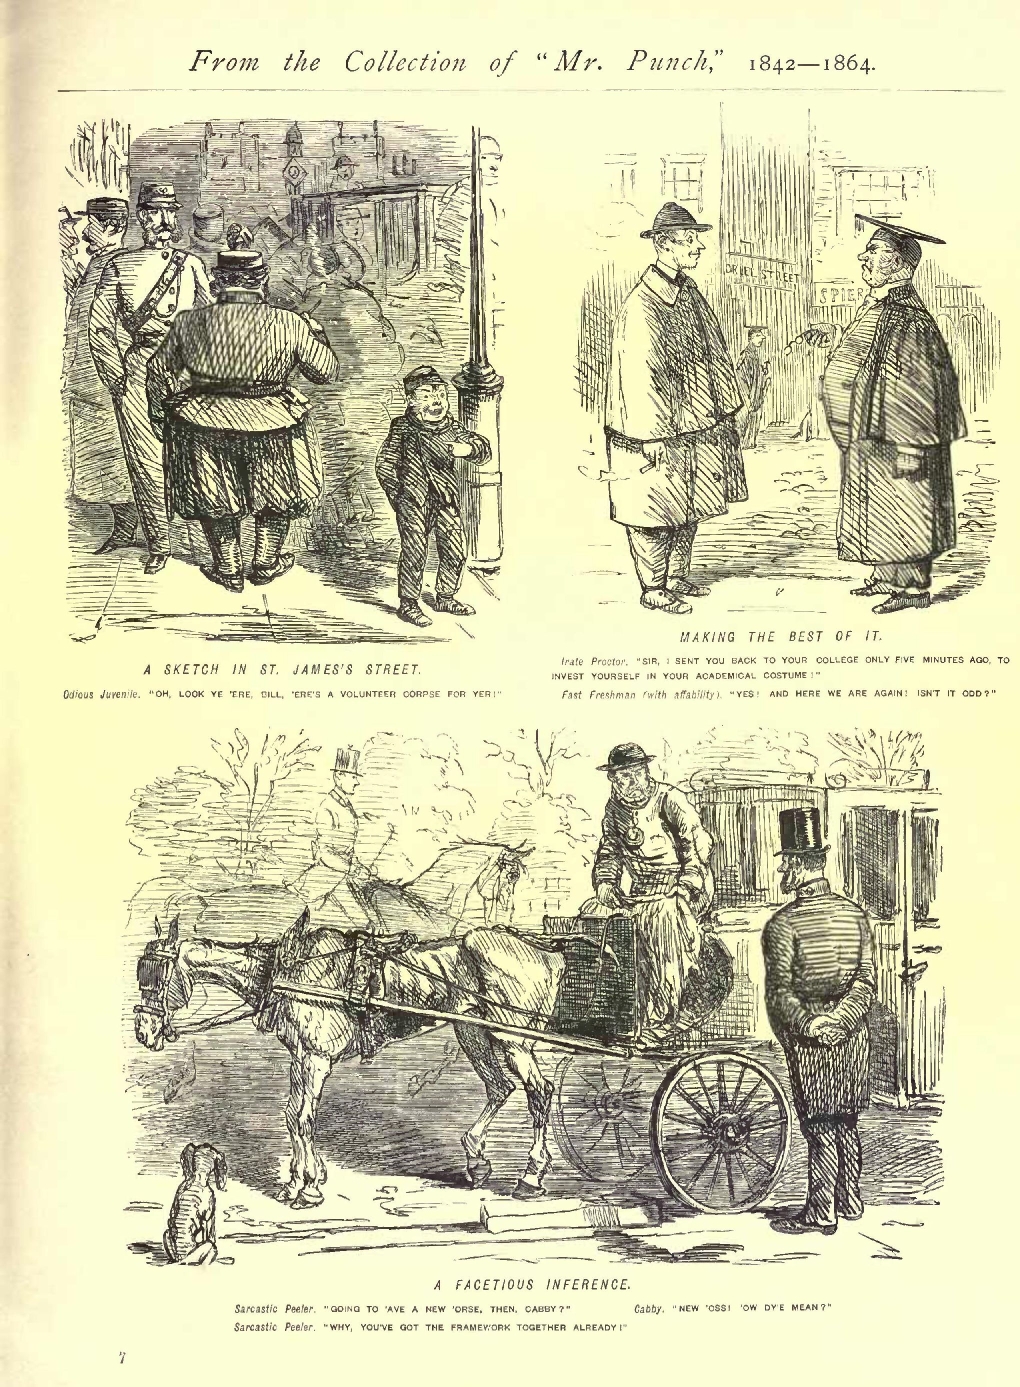 From the Collection of "Mr. Punch," 1842—1864.
ORIEL STREET
SPIER
A SKETCH IN ST. JAMES'S STREET.
Odious Juvenile. "OH, LOOK YE 'ERE, BILL, 'ERE'S A VOLUNTEER CORPSE FOR YER!"
MAKING THE BEST OF IT.
Irate Proctor. "SIR, I SENT YOU BACK TO YOUR COLLEGE ONLY FIVE MINUTES AGO, TO
INVEST YOURSELF IN YOUR ACADEMICAL COSTUME!"
Fast Freshman (with affability). "YES! AND HERE WE ARE AGAIN! ISN'T IT ODD?"
A FACETIOUS INFERENCE.
Sarcastic Peeler. "GOING TO 'AVE A NEW 'ORSE, THEN, CABBY?" Cabby. "NEW 'OSS! 'OW D'YE MEAN?"
Sarcastic Peeler. "WHY, YOU'VE GOT THE FRAMEWORK TOGETHER ALREADY!"
7